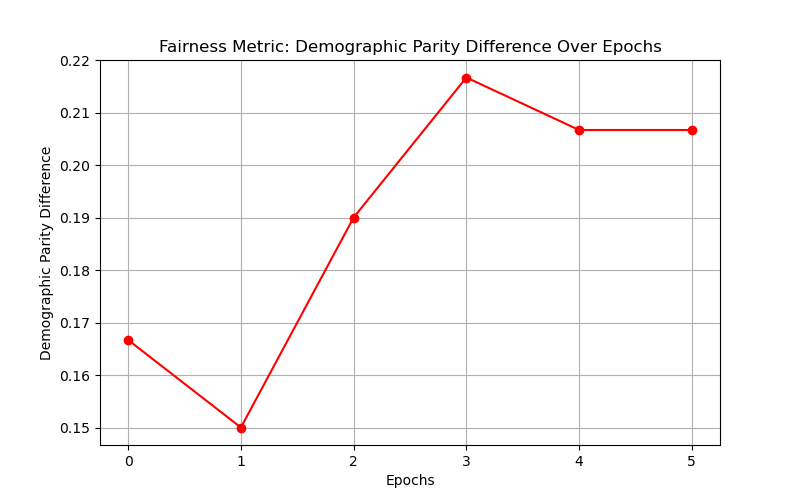 Fairness Metric: Demographic Parity Difference Over Epochs
Demographic Parity Difference
0.22
0.21
0.20
0.19
0.18
0.17
0.16
0.15
0 1 2 3 4 5
Epochs